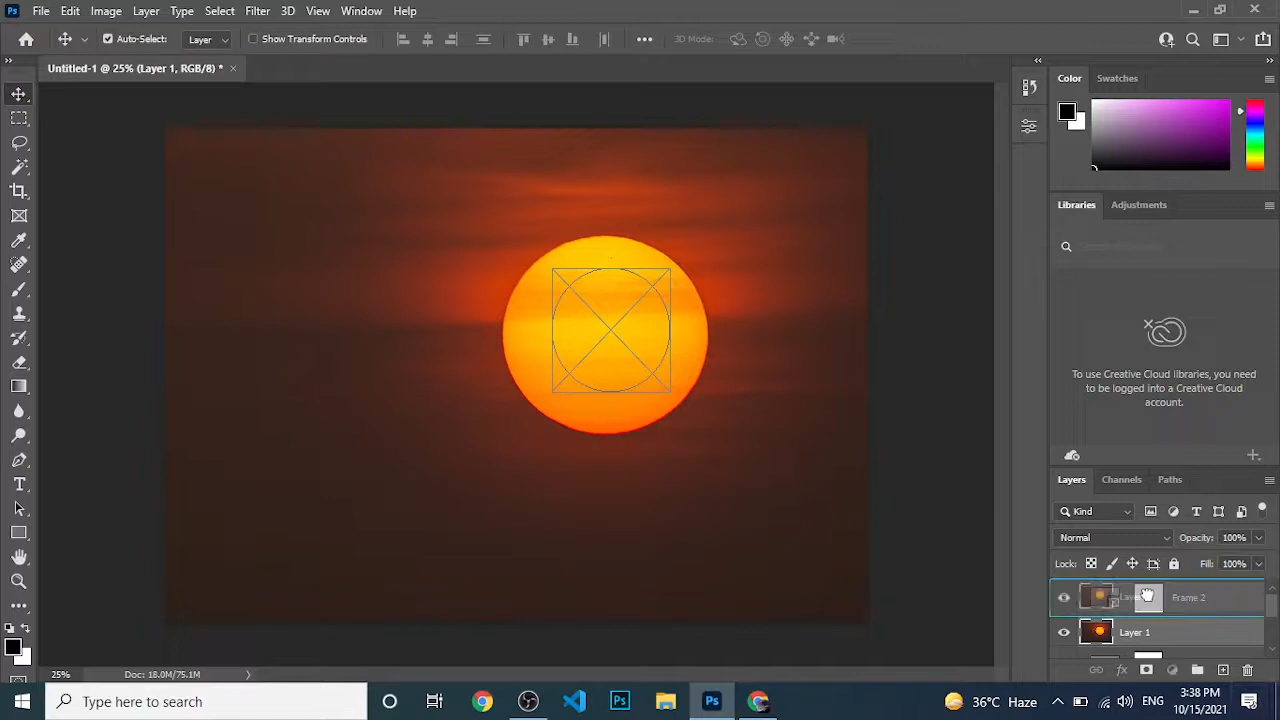 Ps File Edit Image Layer Type Select Filter 3D View Window Help
Auto-Select: Layer Show Transform Controls 3D Mode:
Untitled-1 @ 25% (Layer 1, RGB/8) *
Color Swatches
Libraries Adjustments
To use Creative Cloud Libraries, you
need to be logged into a Creative Cloud
account.
Layers Channels Paths
Kind
Normal Opacity: 100%
Lock: Fill: 100%
Frame 2
Layer 1
25% Doc: 18.0M/75.1M
Type here to search Ps Ps 36°C Haze ENG 3:38 PM
10/15/2021